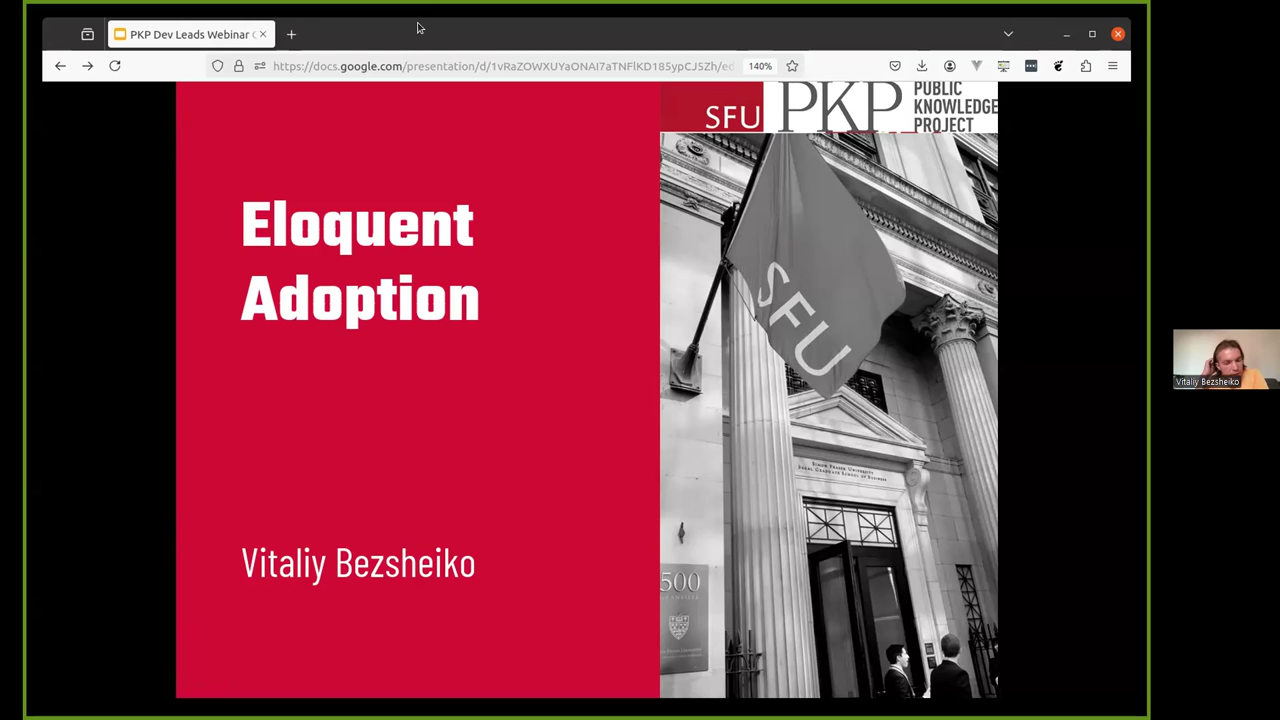 PKP Dev Leads Webinar
https://docs.google.com/presentation/d/1vRaZOWXUYaONAI7aTNFlKD185ypCJ5Zh/ed
140%
SFU
PKP
PUBLIC
KNOWLEDGE
PROJECT
Eloquent
Adoption
SFU
Vitaliy Bezsheiko
500
Vitaliy Bezsheiko